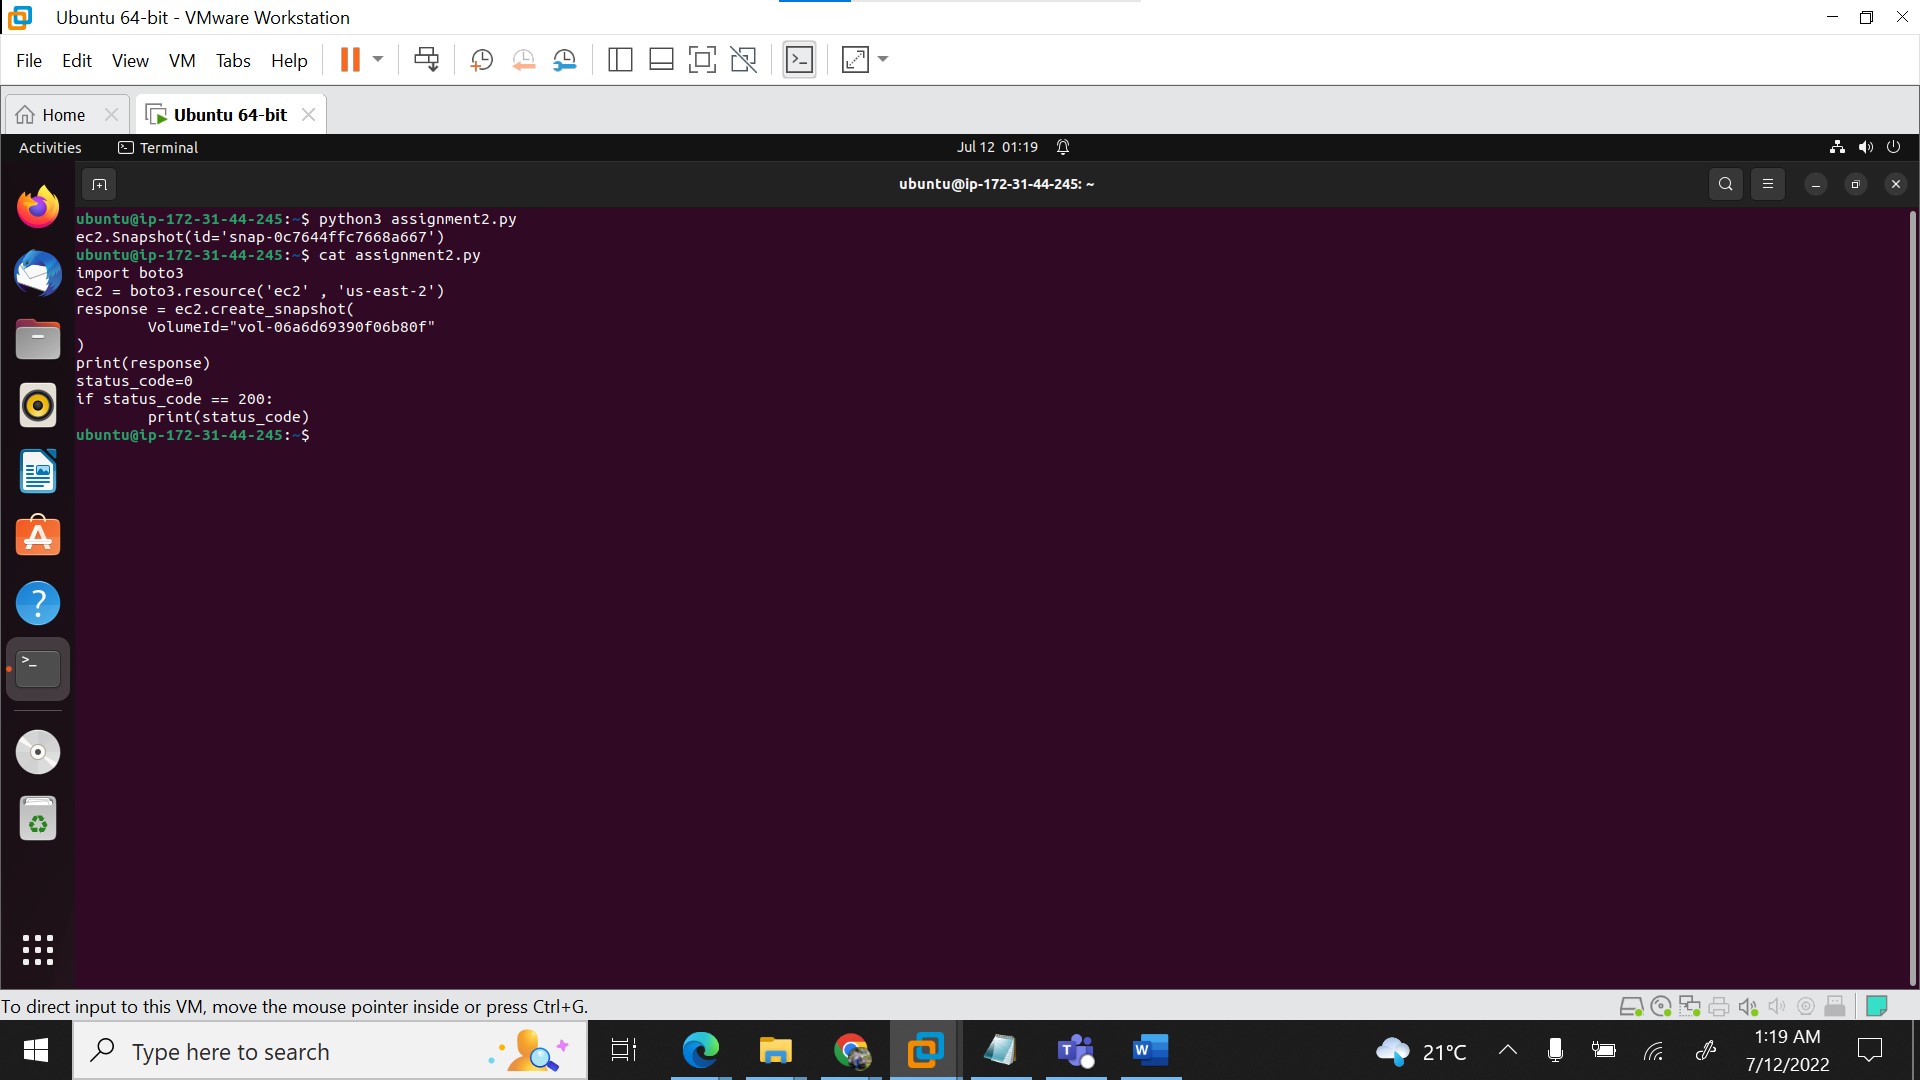 Ubuntu 64-bit - VMware Workstation
File Edit View VM Tabs Help
Home Ubuntu 64-bit
Activities Terminal Jul 12 01:19
ubuntu@ip-172-31-44-245: ~
ubuntu@ip-172-31-44-245:~$ python3 assignment2.py
ec2.Snapshot(id='snap-0c7644ffc7668a667')
ubuntu@ip-172-31-44-245:~$ cat assignment2.py
import boto3
ec2 = boto3.resource('ec2' , 'us-east-2')
response = ec2.create_snapshot(
        VolumeId="vol-06a6d69390f06b80f"
)
print(response)
status_code=0
if status_code == 200:
        print(status_code)
ubuntu@ip-172-31-44-245:~$
To direct input to this VM, move the mouse pointer inside or press Ctrl+G.
Type here to search
21°C
1:19 AM
7/12/2022